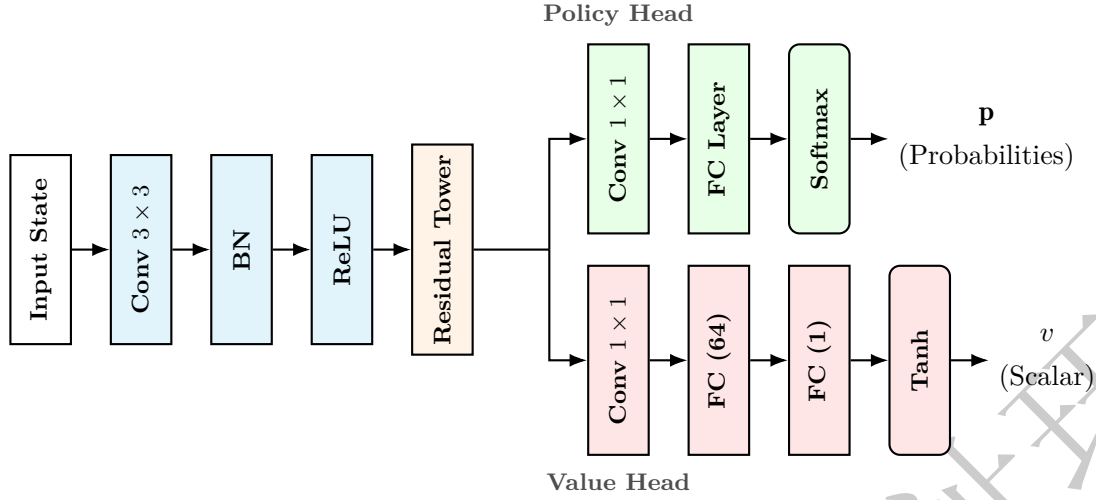 Policy Head
Input State
Conv 3 × 3
BN
ReLU
Residual Tower
Conv 1 × 1
FC Layer
Softmax
p
(Probabilities)
Conv 1 × 1
FC (64)
FC (1)
Tanh
v
(Scalar)
Value Head